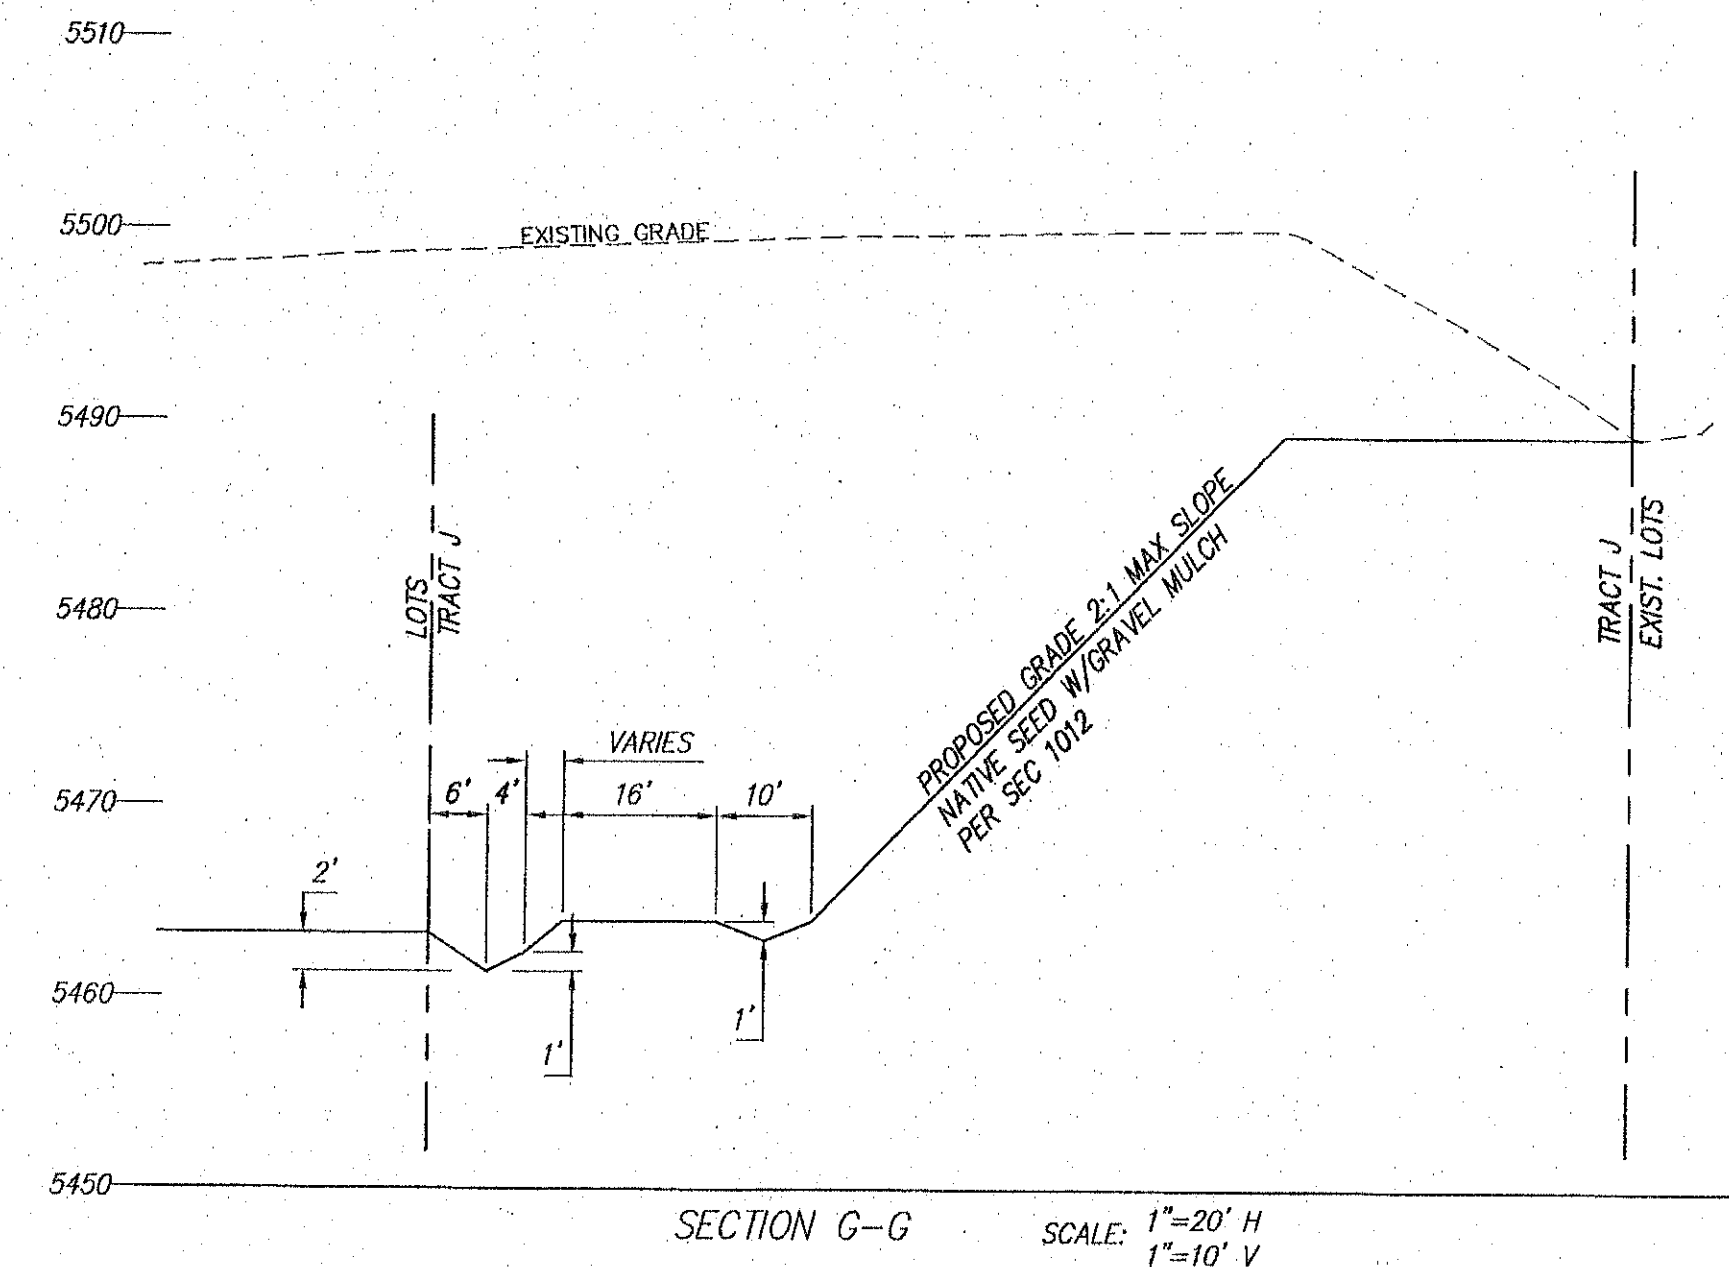 5510
5500
EXISTING GRADE
5490
5480
LOTS
TRACT J
TRACT J
EXIST. LOTS
PROPOSED GRADE 2:1 MAX SLOPE
NATIVE SEED W/GRAVEL MULCH
PER SEC 1012
VARIES
5470
6'
4'
16'
10'
2'
5460
1'
1'
5450
SECTION G-G
SCALE: 1"=20' H
1"=10' V